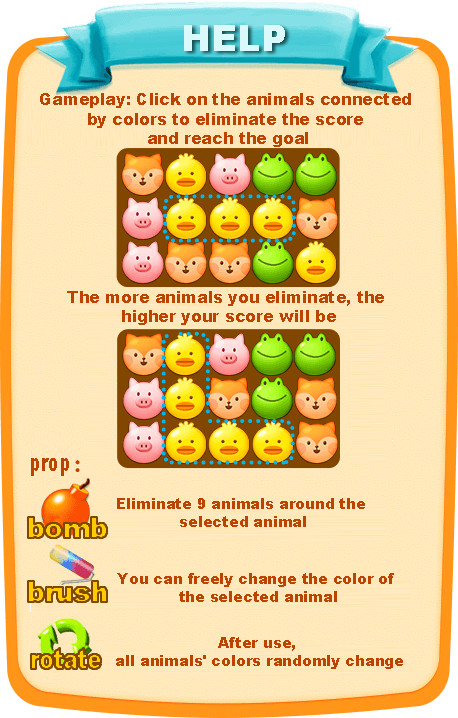 HELP
Gameplay: Click on the animals connected
by colors to eliminate the score
and reach the goal
The more animals you eliminate, the
higher your score will be
prop:
bomb
Eliminate 9 animals around the
selected animal
brush
You can freely change the color of
the selected animal
rotate
After use,
all animals' colors randomly change